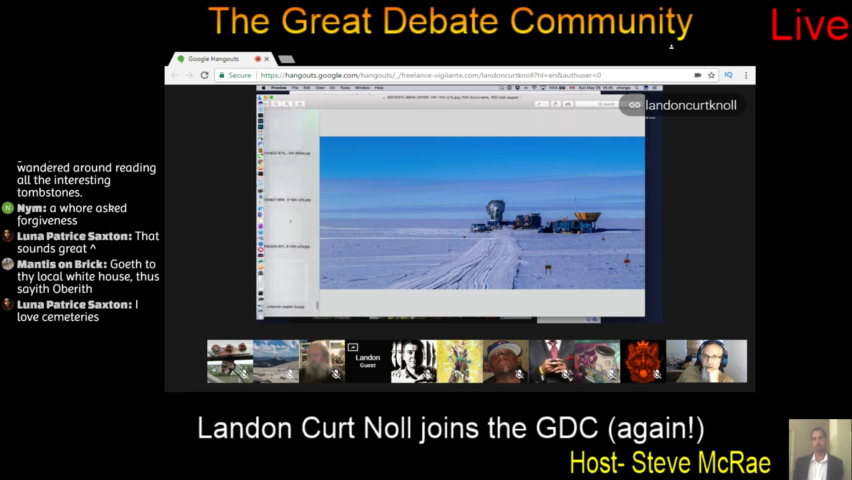 The Great Debate Community
Live
Google Hangouts
Secure
https://hangouts.google.com/hangouts/_/freelance-vigilante.com/landoncurtknoll?hl=en&authuser=0
landoncurtknoll
wandered around reading
all the interesting
tombstones.
N
Nym: a whore asked
forgiveness
Luna Patrice Saxton: That
sounds great ^
Mantis on Brick: Goeth to
thy local white house, thus
sayith Oberith
Luna Patrice Saxton: I
love cemeteries
Landon
Guest
Landon Curt Noll joins the GDC (again!)
Host- Steve McRae